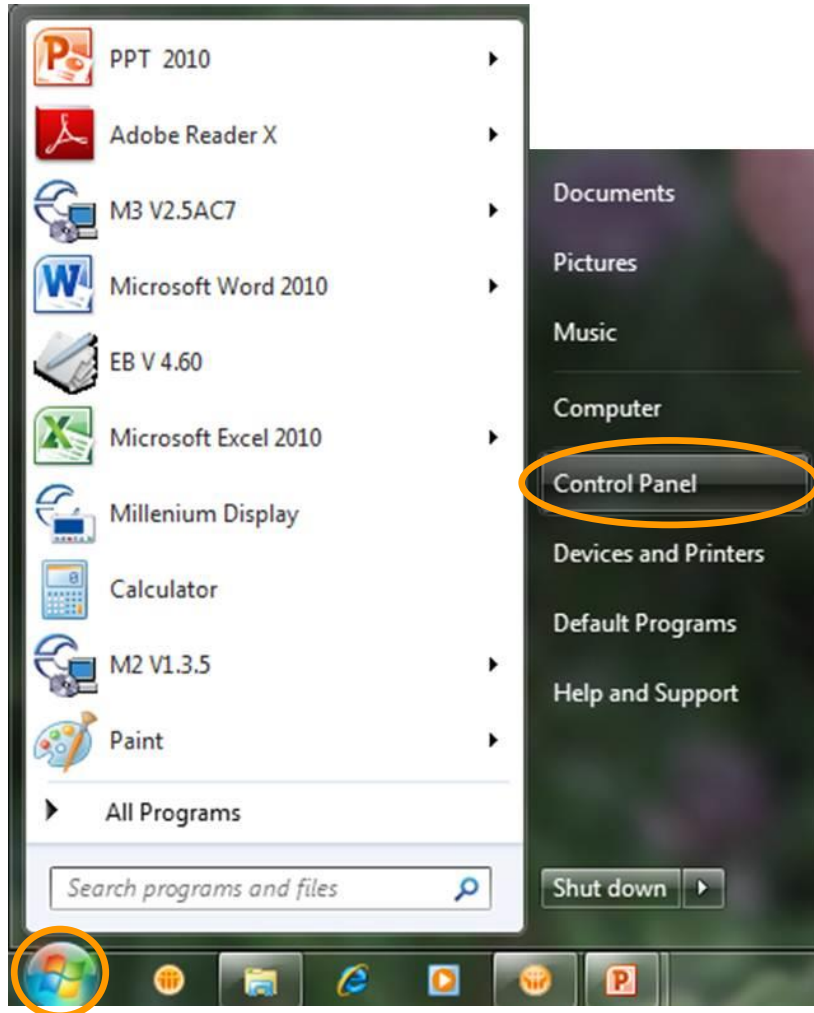 PPT 2010
Adobe Reader X
M3 V2.5AC7
Microsoft Word 2010
EB V 4.60
Microsoft Excel 2010
Millenium Display
Calculator
M2 V1.3.5
Paint
All Programs
Search programs and files
Documents
Pictures
Music
Computer
Control Panel
Devices and Printers
Default Programs
Help and Support
Shut down